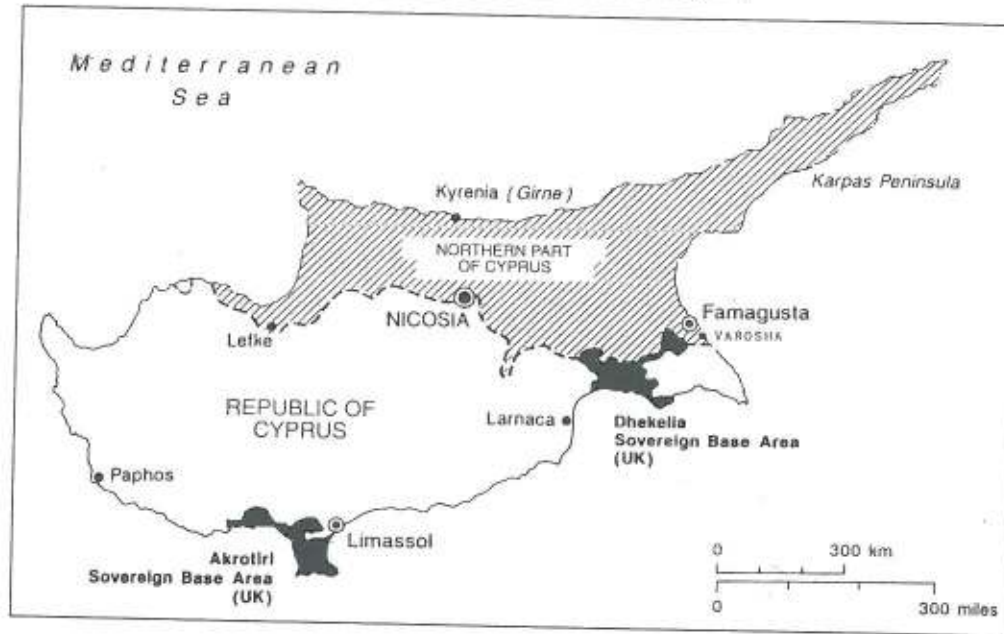 Mediterranean
Sea
Karpas Peninsula
Kyrenia (Girne)
NORTHERN PART
OF CYPRUS
NICOSIA
Famagusta
VAROSHA
Lefke
REPUBLIC OF
CYPRUS
Larnaca
Dhekelia
Sovereign Base Area
(UK)
Paphos
Limassol
Akrotiri
Sovereign Base Area
(UK)
0 300 km
0 300 miles